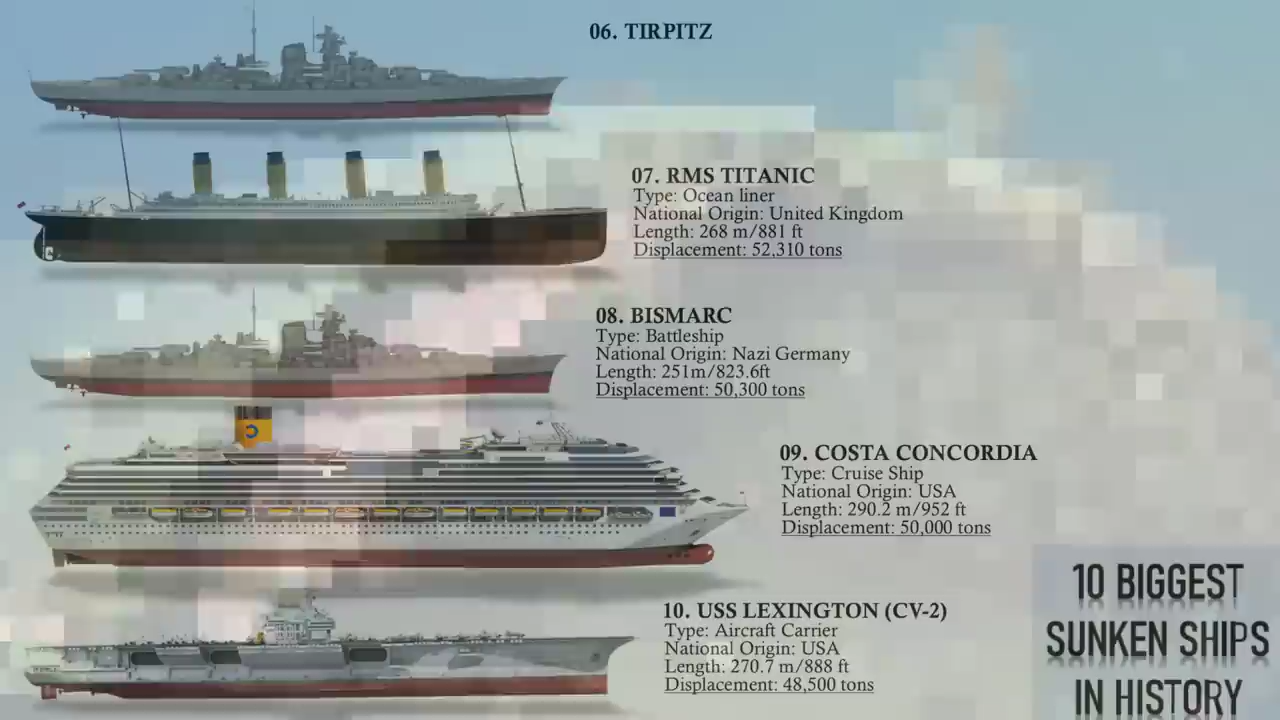 06. TIRPITZ
07. RMS TITANIC
Type: Ocean liner
National Origin: United Kingdom
Length: 268 m/881 ft
Displacement: 52,310 tons
08. BISMARC
Type: Battleship
National Origin: Nazi Germany
Length: 251m/823.6ft
Displacement: 50,300 tons
09. COSTA CONCORDIA
Type: Cruise Ship
National Origin: USA
Length: 290.2 m/952 ft
Displacement: 50,000 tons
10. USS LEXINGTON (CV-2)
Type: Aircraft Carrier
National Origin: USA
Length: 270.7 m/888 ft
Displacement: 48,500 tons
10 BIGGEST
SUNKEN SHIPS
IN HISTORY